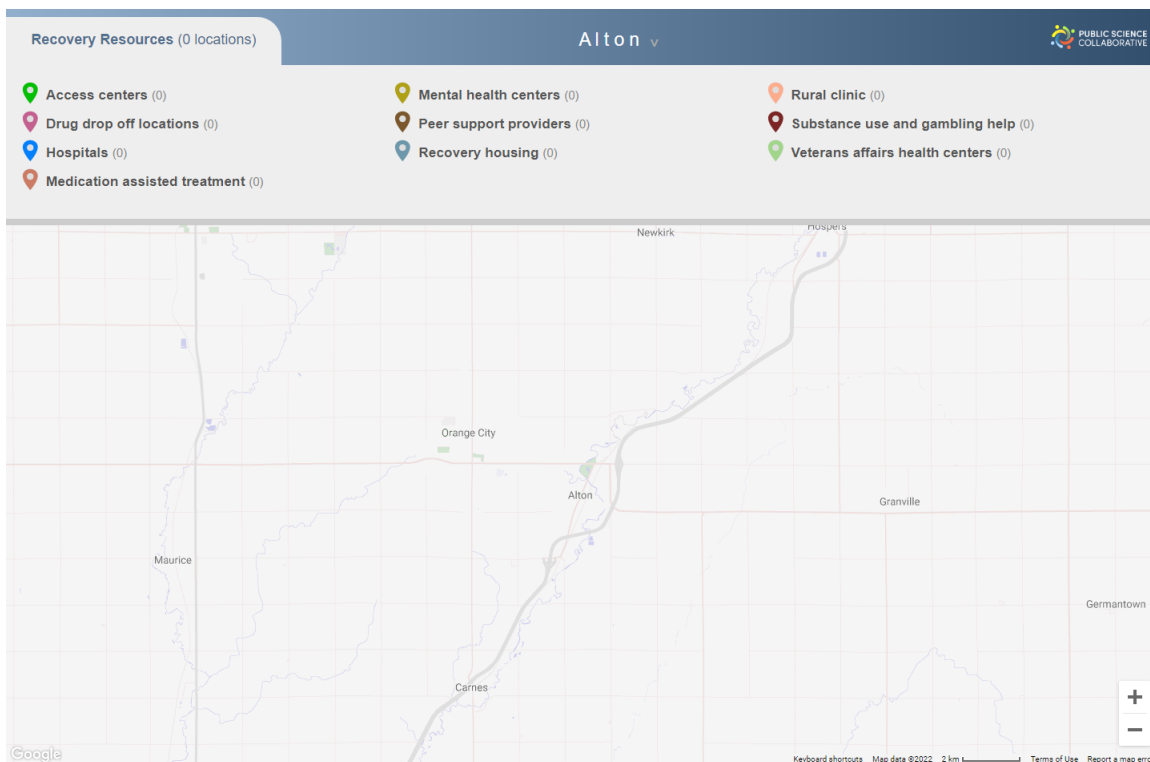 Recovery Resources (0 locations)
Alton v
PUBLIC SCIENCE
COLLABORATIVE
Access centers (0)
Mental health centers (0)
Rural clinic (0)
Drug drop off locations (0)
Peer support providers (0)
Substance use and gambling help (0)
Hospitals (0)
Recovery housing (0)
Veterans affairs health centers (0)
Medication assisted treatment (0)
Newkirk
Hospers
Orange City
Alton
Granville
Maurice
Germantown
Carnes
Google
Keyboard shortcuts Map data ©2022 2 km Terms of Use Report a map erro